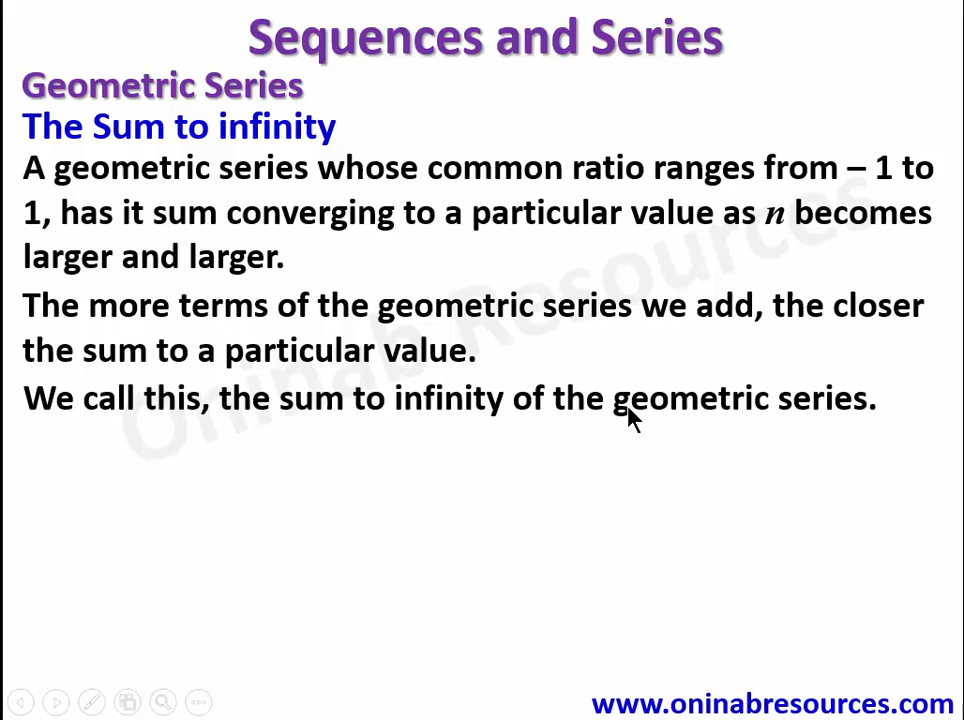 Sequences and Series
Geometric Series
The Sum to infinity
A geometric series whose common ratio ranges from – 1 to
1, has it sum converging to a particular value as n becomes
larger and larger.
The more terms of the geometric series we add, the closer
the sum to a particular value.
We call this, the sum to infinity of the geometric series.
Oninab Resources
www.oninabresources.com